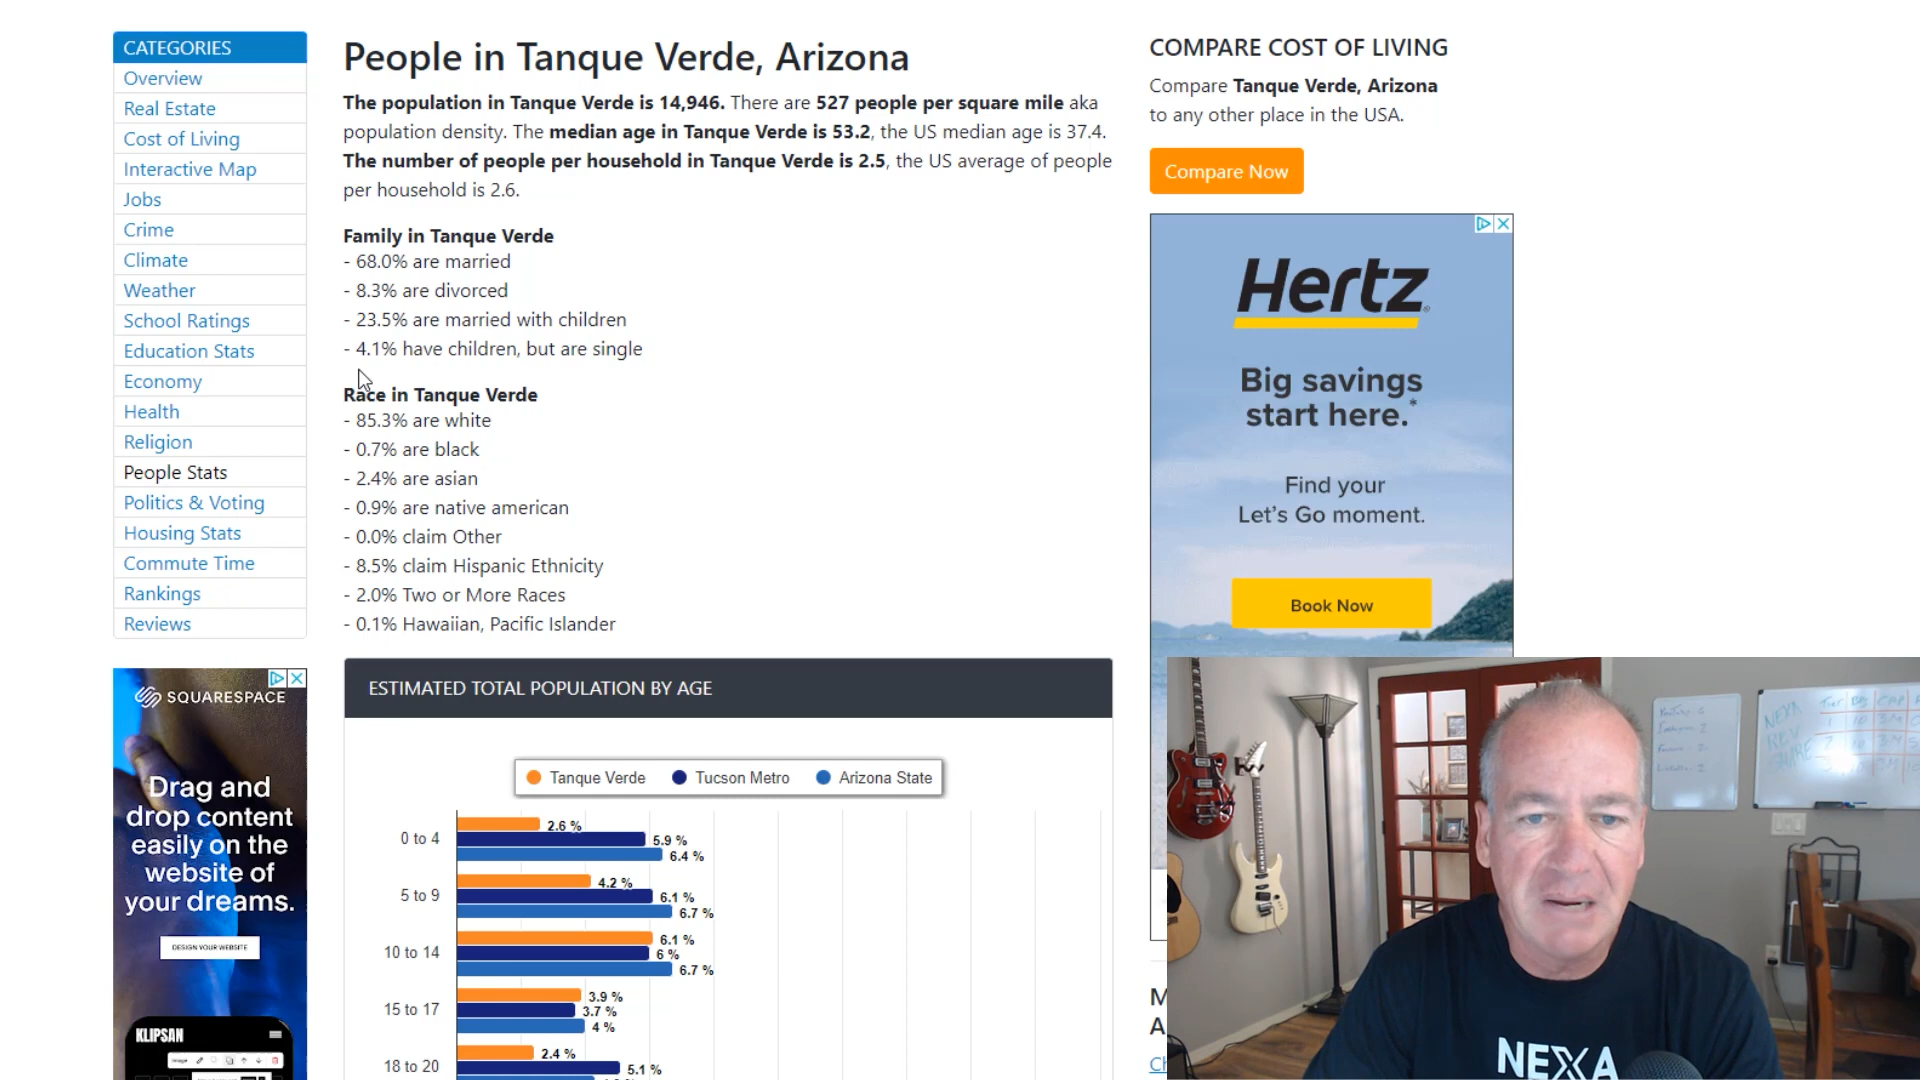 CATEGORIES
Overview
Real Estate
Cost of Living
Interactive Map
Jobs
Crime
Climate
Weather
School Ratings
Education Stats
Economy
Health
Religion
People Stats
Politics & Voting
Housing Stats
Commute Time
Rankings
Reviews
SQUARESPACE
Drag and
drop content
easily on the
website of
your dreams.
DESIGN YOUR WEBSITE
KLIPSAN
Image
People in Tanque Verde, Arizona
The population in Tanque Verde is 14,946. There are 527 people per square mile aka
population density. The median age in Tanque Verde is 53.2, the US median age is 37.4.
The number of people per household in Tanque Verde is 2.5, the US average of people
per household is 2.6.
Family in Tanque Verde
- 68.0% are married
- 8.3% are divorced
- 23.5% are married with children
- 4.1% have children, but are single
Race in Tanque Verde
- 85.3% are white
- 0.7% are black
- 2.4% are asian
- 0.9% are native american
- 0.0% claim Other
- 8.5% claim Hispanic Ethnicity
- 2.0% Two or More Races
- 0.1% Hawaiian, Pacific Islander
ESTIMATED TOTAL POPULATION BY AGE
Tanque Verde Tucson Metro Arizona State
0 to 4
2.6 %
5.9 %
6.4 %
5 to 9
4.2 %
6.1 %
6.7 %
10 to 14
6.1 %
6 %
6.7 %
15 to 17
3.9 %
3.7 %
4 %
18 to 20
2.4 %
5.1 %
COMPARE COST OF LIVING
Compare Tanque Verde, Arizona
to any other place in the USA.
Compare Now
Hertz
Big savings
start here.*
Find your
Let's Go moment.
Book Now
M
A
Ch
NEXA
REV
SHARE
NEXA